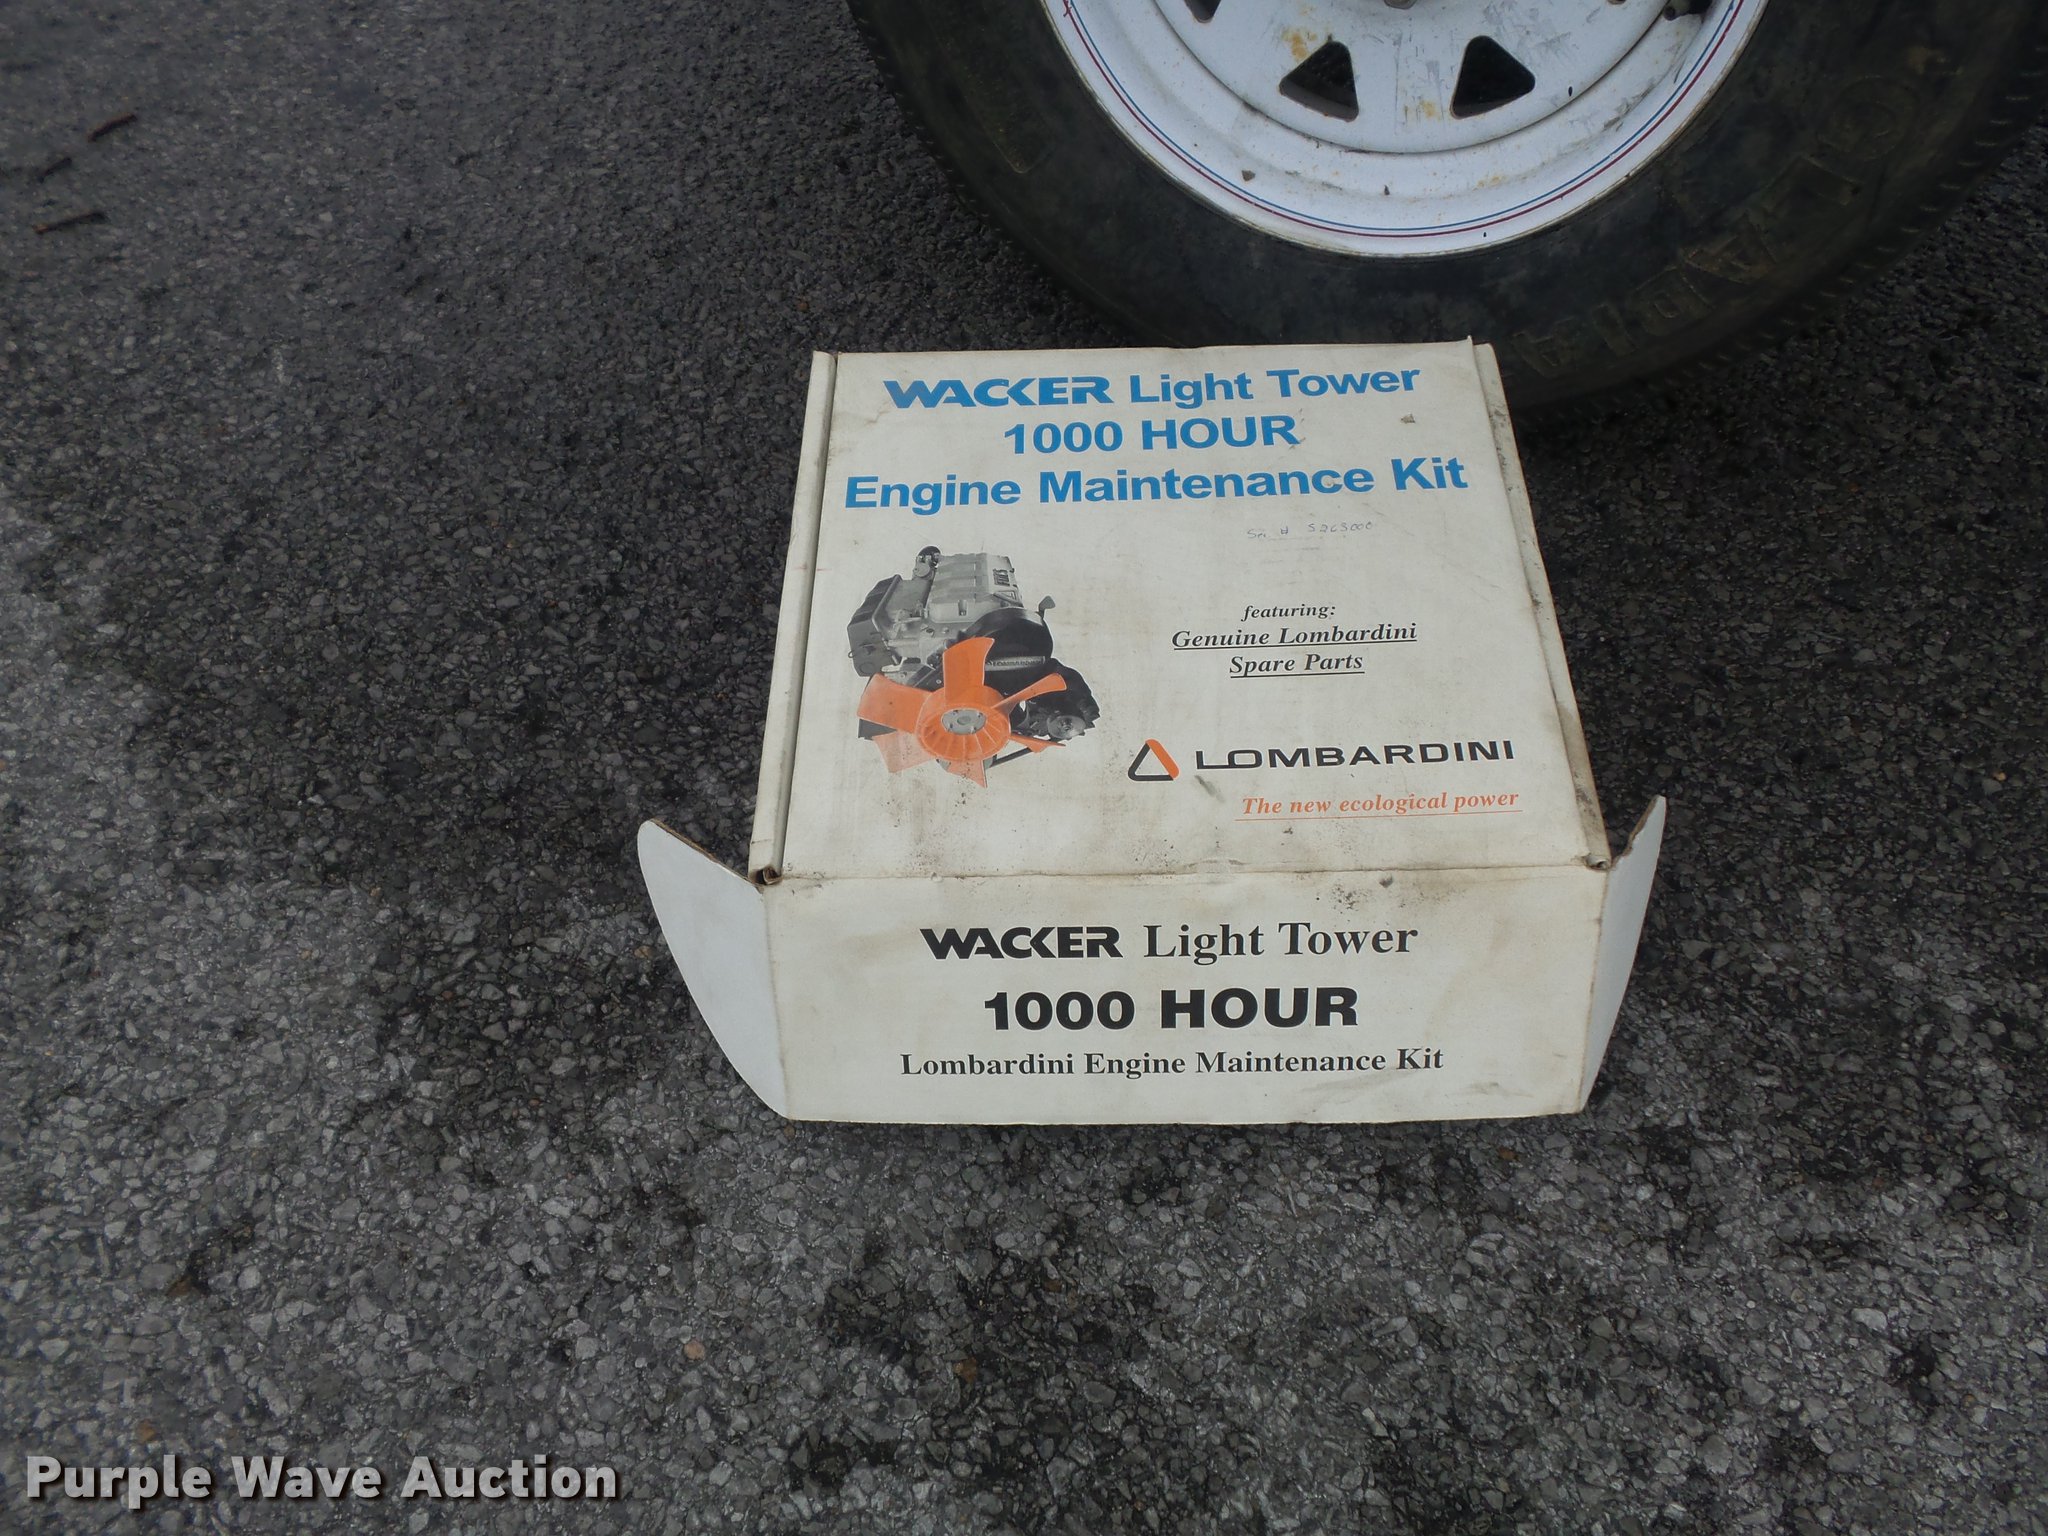 WACKER Light Tower
1000 HOUR
Engine Maintenance Kit
featuring:
Genuine Lombardini
Spare Parts
LOMBARDINI
LOMBARDINI
The new ecological power
WACKER Light Tower
1000 HOUR
Lombardini Engine Maintenance Kit
Purple Wave Auction